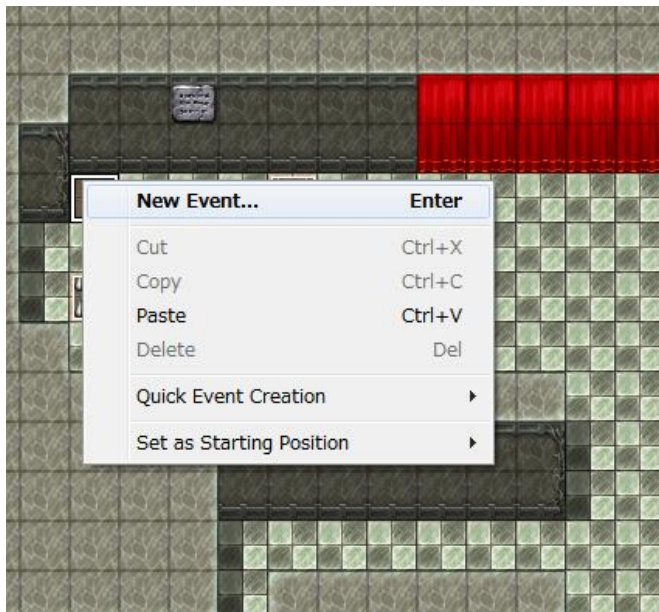 New Event... Enter
Cut Ctrl+X
Copy Ctrl+C
Paste Ctrl+V
Delete Del
Quick Event Creation
Set as Starting Position